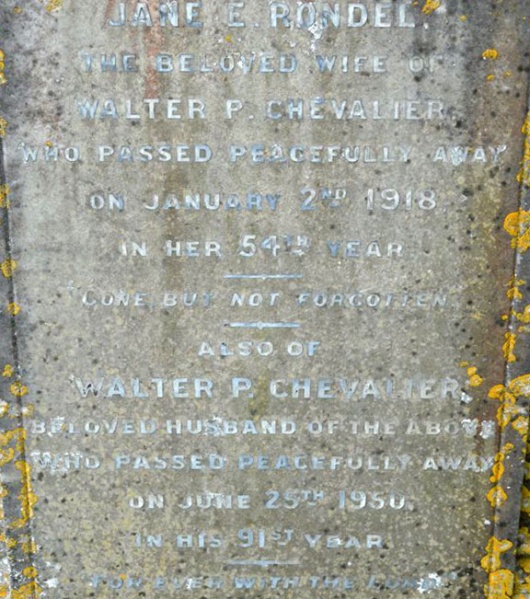 JANE E. RONDEL.
THE BELOVED WIFE OF
WALTER P. CHEVALIER
WHO PASSED PEACEFULLY AWAY
ON JANUARY 2ND 1918
IN HER 54TH YEAR
GONE BUT NOT FORGOTTEN.
ALSO OF
WALTER P. CHEVALIER
BELOVED HUSBAND OF THE ABOVE
WHO PASSED PEACEFULLY AWAY
ON JUNE 25TH 1950,
IN HIS 91ST YEAR
"FOR EVER WITH THE LORD."